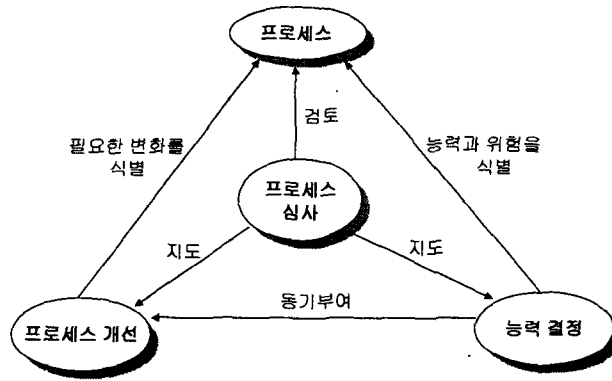 프로세스
검토
필요한 변화를
식별
능력과 위험을
식별
프로세스
심사
지도
지도
동기부여
프로세스 개선
능력 결정